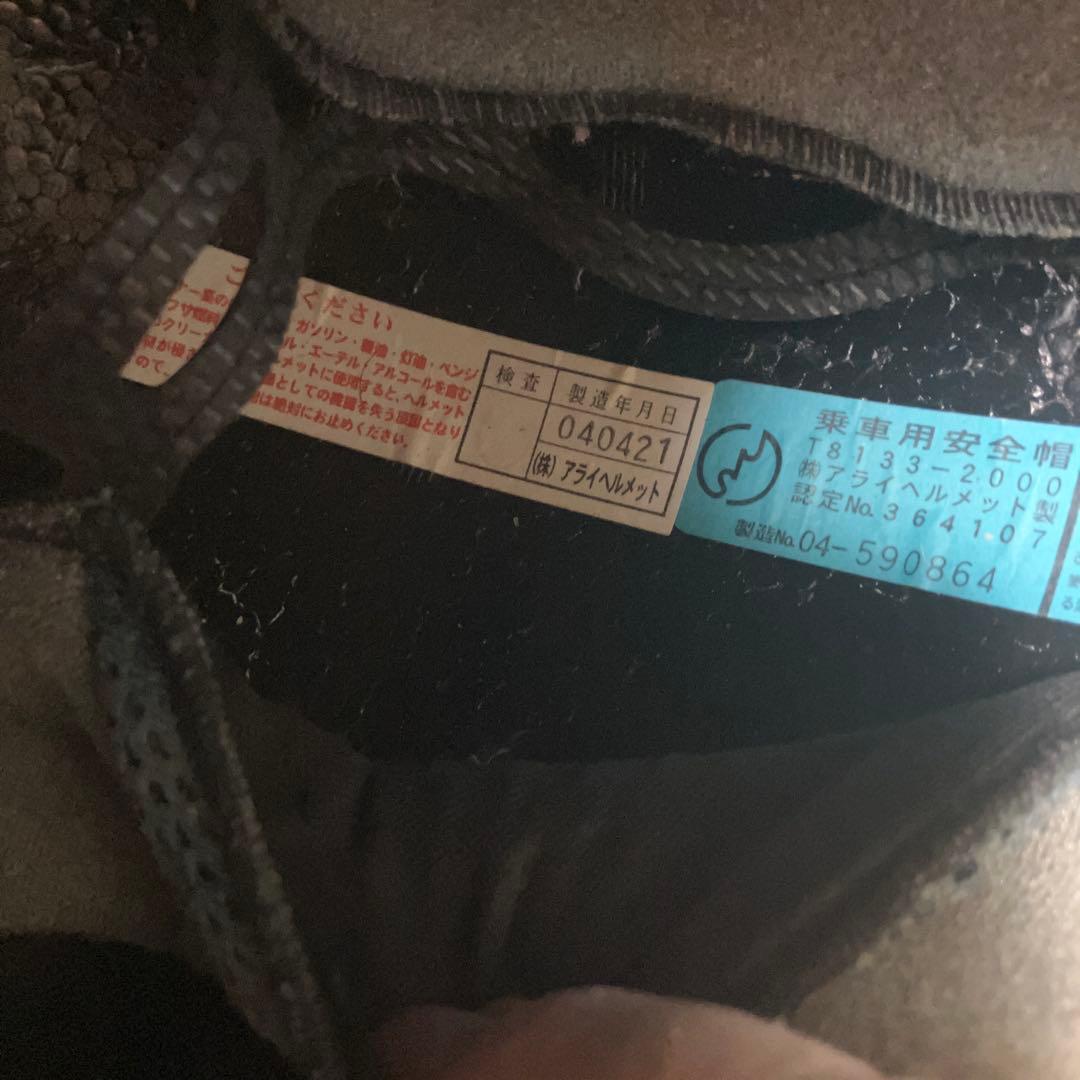 ください
ガソリン・醤油・灯油・ベンジ
ル・エーテル・アルコールを含む
メットに使用すると、ヘルメット
としての機能を失う原因となり
は絶対にお止めください。
検査
製造年月日
040421
(株)アライヘルメット
乗車用安全帽
T8133-2000
(株)アライヘルメット製
認定No.364107
製造No.04-590864